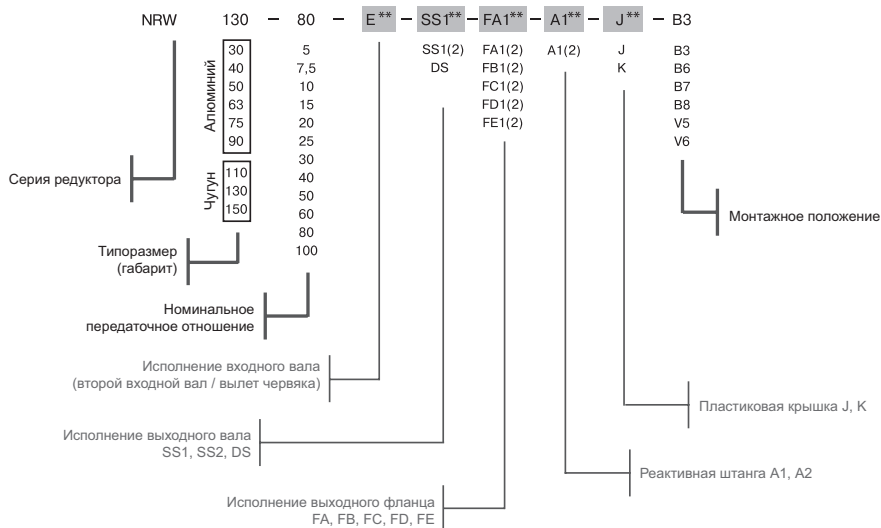 NRW 130 – 80 – E** – SS1** – FA1** – A1** – J** – B3
Алюминий
30
40
50
63
75
90
Чугун
110
130
150
5
7,5
10
15
20
25
30
40
50
60
80
100
SS1(2)
DS
FA1(2)
FB1(2)
FC1(2)
FD1(2)
FE1(2)
A1(2)
J
K
B3
B6
B7
B8
V5
V6
Серия редуктора
Монтажное положение
Типоразмер
(габарит)
Номинальное
передаточное отношение
Исполнение входного вала
(второй входной вал / вылет червяка)
Пластиковая крышка J, K
Исполнение выходного вала
SS1, SS2, DS
Реактивная штанга A1, A2
Исполнение выходного фланца
FA, FB, FC, FD, FE